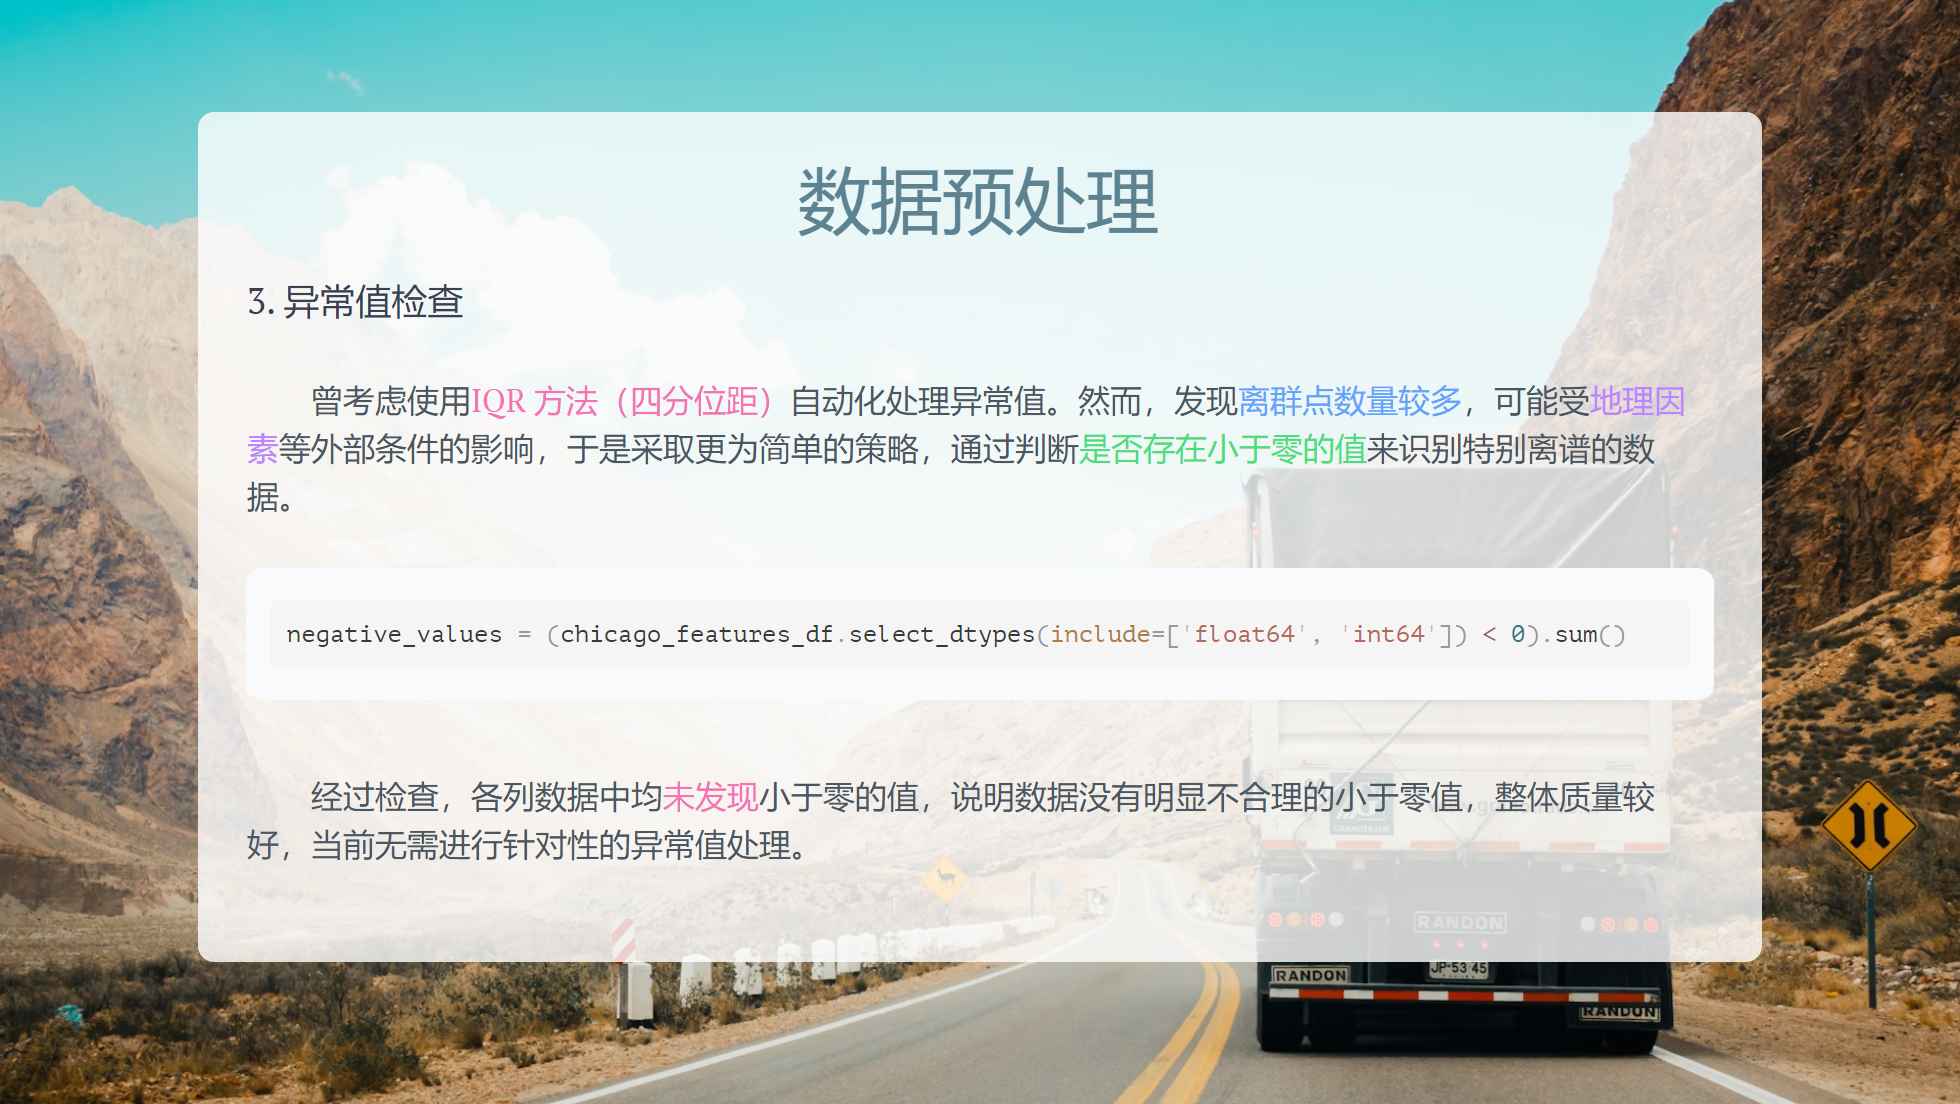 数据预处理
3. 异常值检查
曾考虑使用IQR 方法（四分位距）自动化处理异常值。然而，发现离群点数量较多，可能受地理因
素等外部条件的影响，于是采取更为简单的策略，通过判断是否存在小于零的值来识别特别离谱的数
据。
negative_values = (chicago_features_df.select_dtypes(include=['float64', 'int64']) < 0).sum()
经过检查，各列数据中均未发现小于零的值，说明数据没有明显不合理的小于零值，整体质量较
好，当前无需进行针对性的异常值处理。
GRANOTRADE
RANDON
JP·53 45
RANDON
RANDON